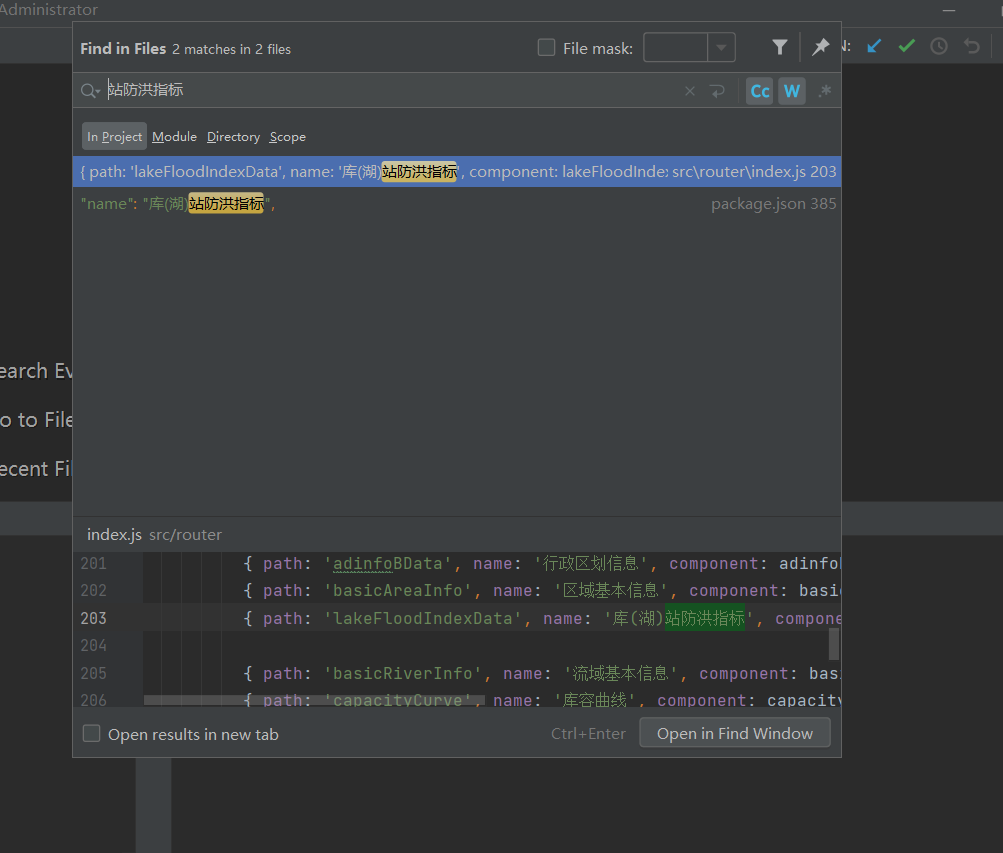 Administrator
Find in Files 2 matches in 2 files
File mask:
N:
站防洪指标
Cc W .*
In Project Module Directory Scope
{ path: 'lakeFloodIndexData', name: '库(湖)站防洪指标', component: lakeFloodInde: src\router\index.js 203
"name": "库(湖)站防洪指标", package.json 385
earch Ev
o to File
ecent Fil
index.js src/router
201 { path: 'adinfoBData', name: '行政区划信息', component: adinfoB
202 { path: 'basicAreaInfo', name: '区域基本信息', component: basic
203 { path: 'lakeFloodIndexData', name: '库(湖)站防洪指标', compone
204
205 { path: 'basicRiverInfo', name: '流域基本信息', component: bas
206 { path: 'capacityCurve', name: '库容曲线', component: capacity
Open results in new tab
Ctrl+Enter
Open in Find Window